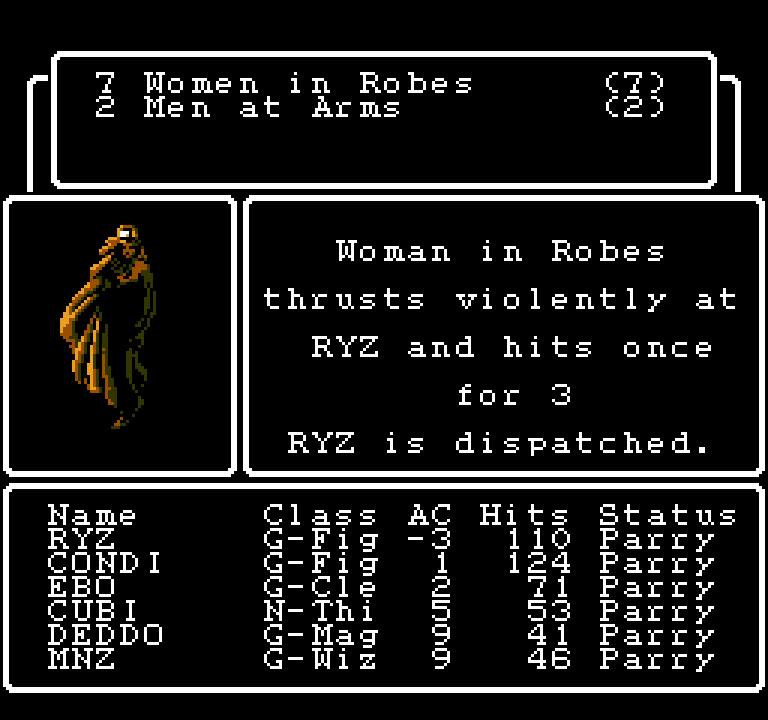 7 Women in Robes (7)
2 Men at Arms (2)
Woman in Robes
thrusts violently at
RYZ and hits once
for 3
RYZ is dispatched.
Name Class AC Hits Status
RYZ G-Fig -3 110 Parry
CONDI G-Fig 1 124 Parry
EBO G-Cle 2 71 Parry
CUBI N-Thi 5 53 Parry
DEDDO G-Mag 9 41 Parry
MNZ G-Wiz 9 46 Parry